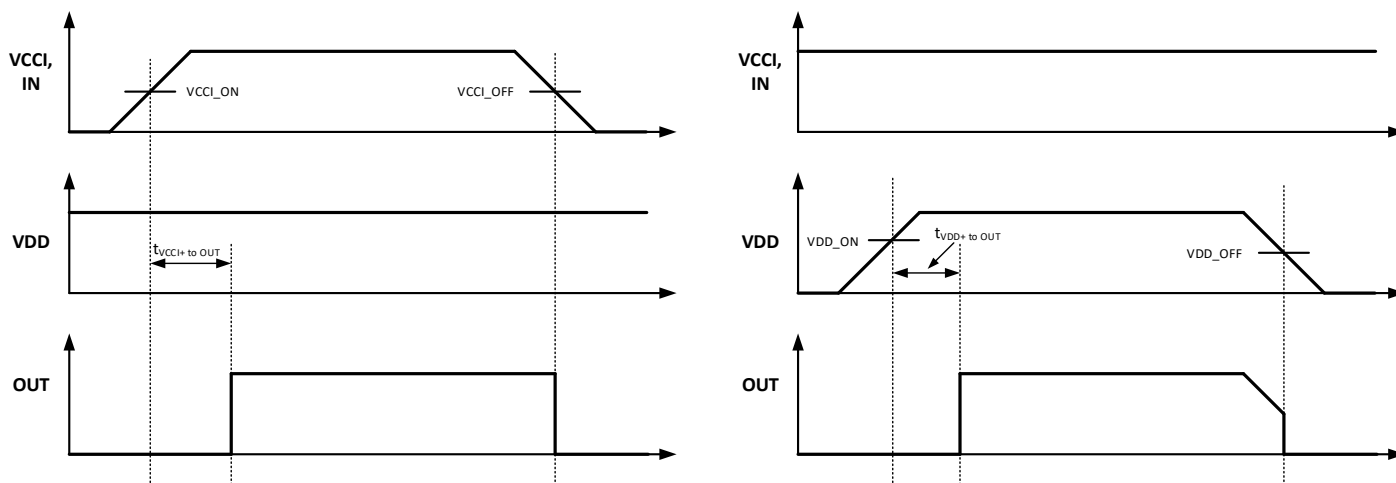 VCCI,
IN
VCCI_ON
VCCI_OFF
VDD
tVCCI+ to OUT
OUT
VCCI,
IN
VDD
VDD_ON
tVDD+ to OUT
VDD_OFF
OUT